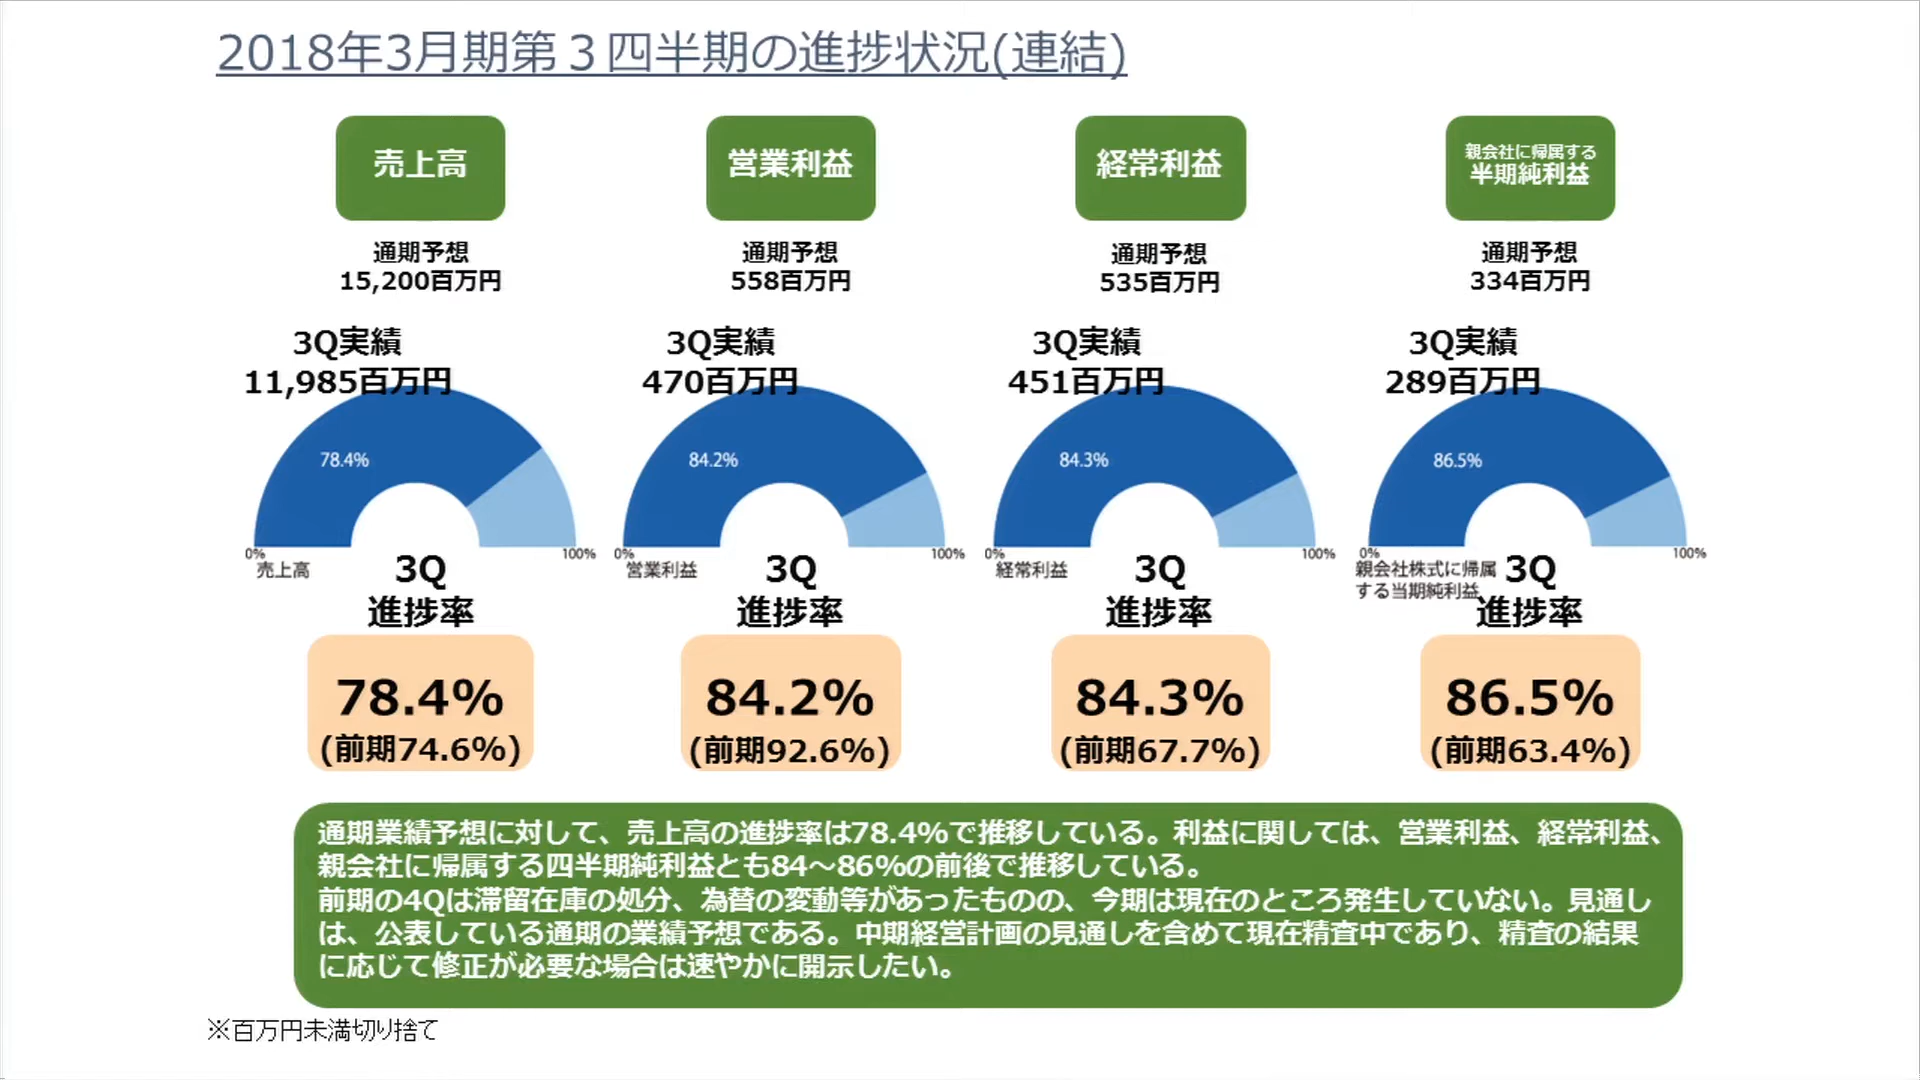 2018年3月期第３四半期の進捗状況(連結)
売上高
営業利益
経常利益
親会社に帰属する
半期純利益
通期予想
15,200百万円
通期予想
558百万円
通期予想
535百万円
通期予想
334百万円
3Q実績
11,985百万円
3Q実績
470百万円
3Q実績
451百万円
3Q実績
289百万円
78.4%
84.2%
84.3%
86.5%
0%
100%
売上高
0%
100%
営業利益
0%
100%
経常利益
0%
100%
親会社株式に帰属
する当期純利益
3Q
進捗率
3Q
進捗率
3Q
進捗率
3Q
進捗率
78.4%
(前期74.6%)
84.2%
(前期92.6%)
84.3%
(前期67.7%)
86.5%
(前期63.4%)
通期業績予想に対して、売上高の進捗率は78.4%で推移している。利益に関しては、営業利益、経常利益、
親会社に帰属する四半期純利益とも84～86%の前後で推移している。
前期の4Qは滞留在庫の処分、為替の変動等があったものの、今期は現在のところ発生していない。見通し
は、公表している通期の業績予想である。中期経営計画の見通しを含めて現在精査中であり、精査の結果
に応じて修正が必要な場合は速やかに開示したい。
※百万円未満切り捨て